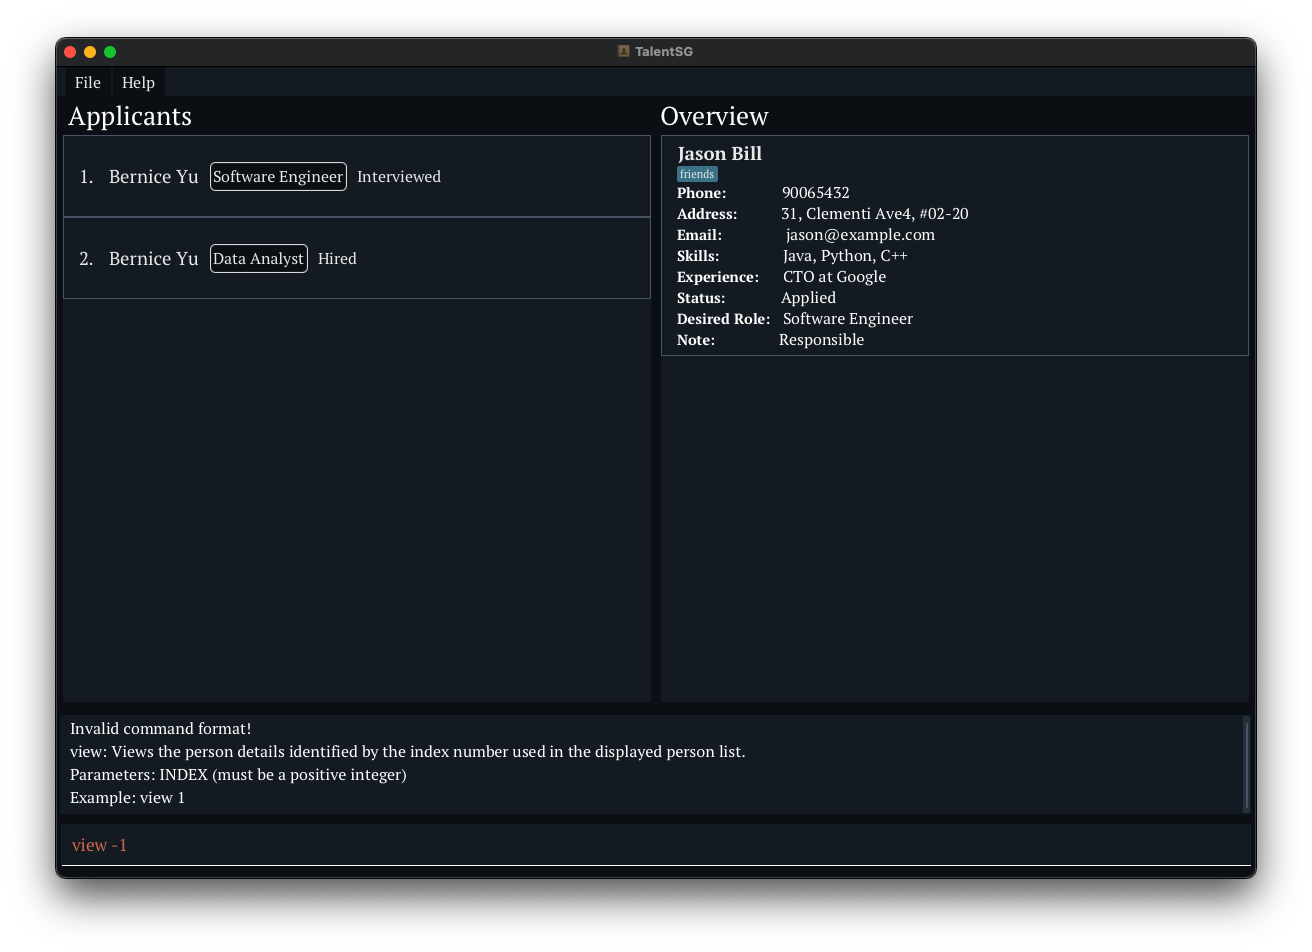 TalentSG
File Help
Applicants
1. Bernice Yu Software Engineer Interviewed
2. Bernice Yu Data Analyst Hired
Overview
Jason Bill
friends
Phone: 90065432
Address: 31, Clementi Ave4, #02-20
Email: jason@example.com
Skills: Java, Python, C++
Experience: CTO at Google
Status: Applied
Desired Role: Software Engineer
Note: Responsible
Invalid command format!
view: Views the person details identified by the index number used in the displayed person list.
Parameters: INDEX (must be a positive integer)
Example: view 1
view -1